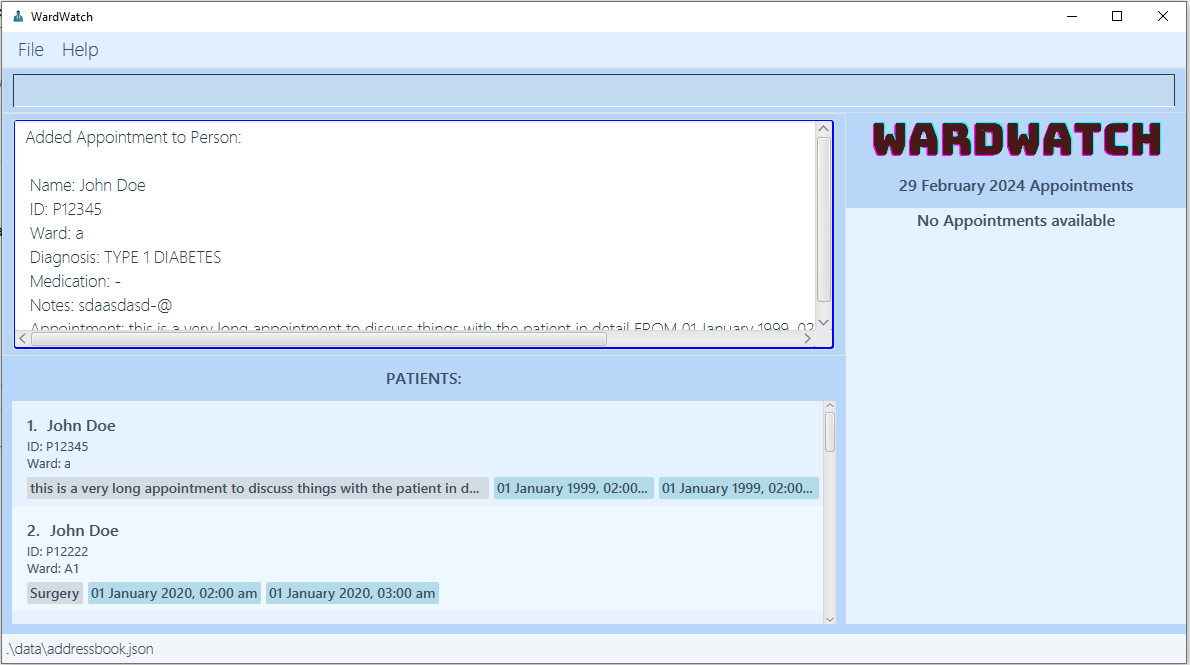 WardWatch
File Help
Added Appointment to Person:
Name: John Doe
ID: P12345
Ward: a
Diagnosis: TYPE 1 DIABETES
Medication: -
Notes: sdaasdasd-@
Appointment: this is a very long appointment to discuss things with the patient in detail FROM 01 January 1999, 02
WARDWATCH
29 February 2024 Appointments
No Appointments available
PATIENTS:
1. John Doe
ID: P12345
Ward: a
this is a very long appointment to discuss things with the patient in d... 01 January 1999, 02:00... 01 January 1999, 02:00...
2. John Doe
ID: P12222
Ward: A1
Surgery 01 January 2020, 02:00 am 01 January 2020, 03:00 am
.\data\addressbook.json